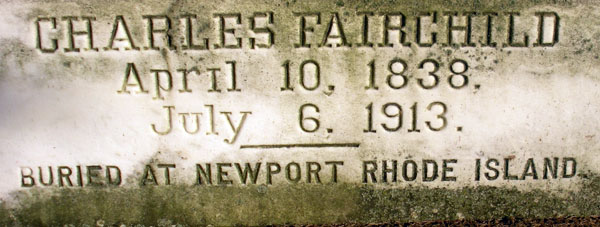 CHARLES FAIRCHILD
April 10, 1838.
July 6, 1913.
BURIED AT NEWPORT RHODE ISLAND.